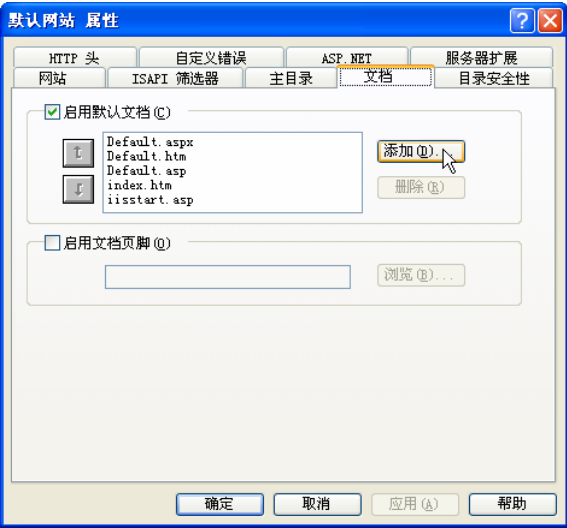 默认网站 属性
HTTP 头 自定义错误 ASP.NET 服务器扩展
网站 ISAPI 筛选器 主目录 文档 目录安全性
启用默认文档(C)
Default.aspx
Default.htm
Default.asp
index.htm
iisstart.asp
添加(D)...
删除(R)
启用文档页脚(O)
浏览(B)...
确定 取消 应用(A) 帮助